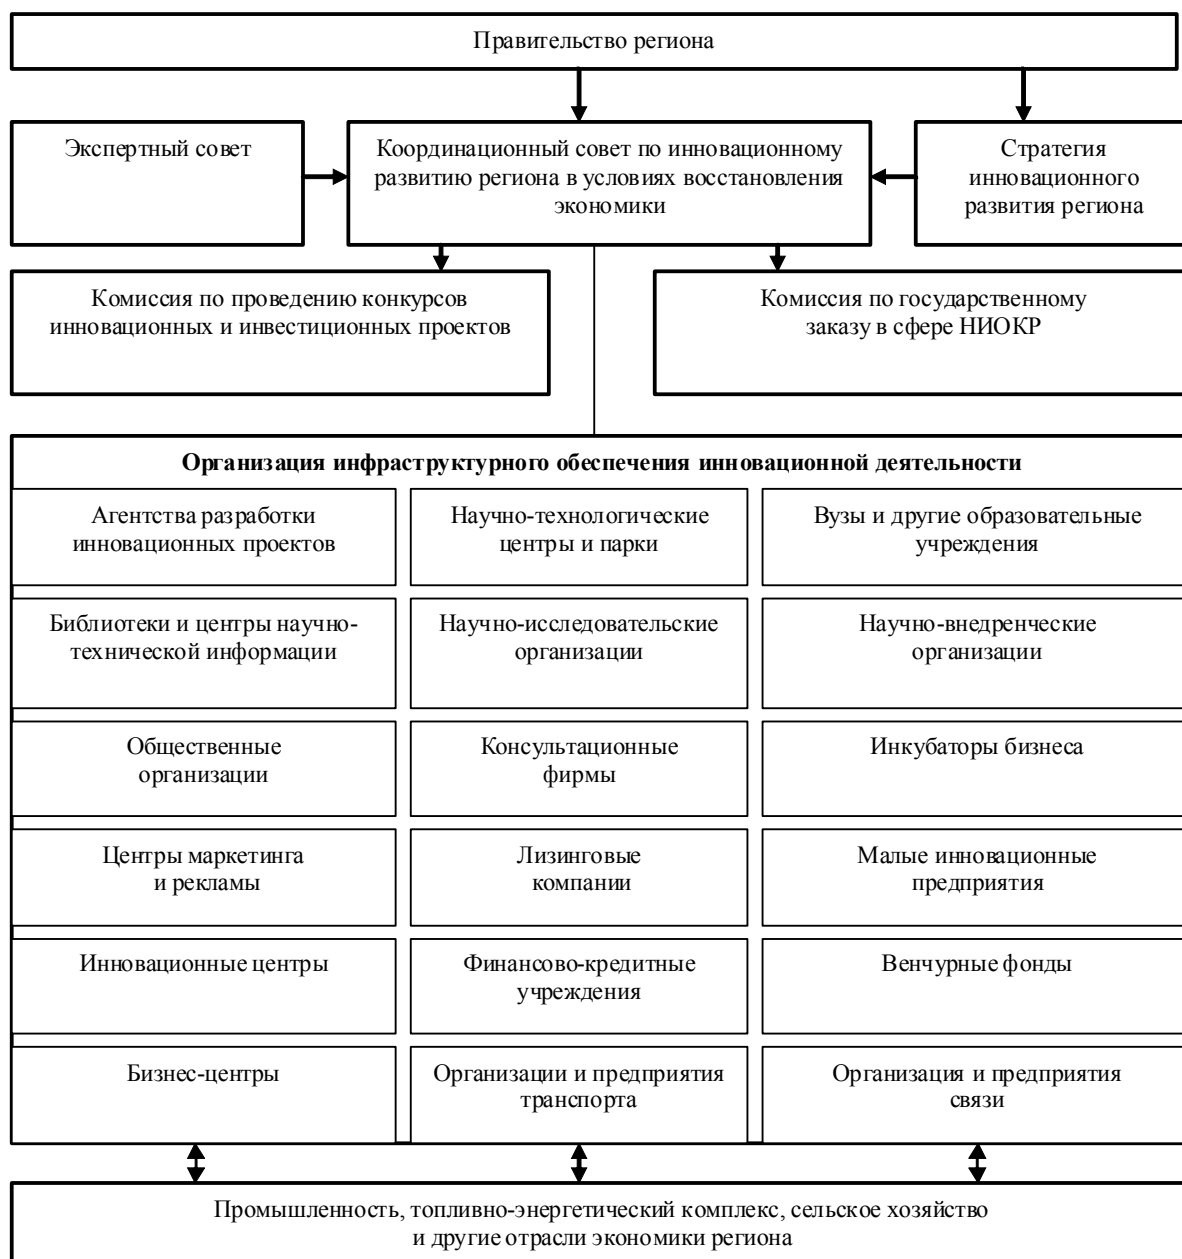 Правительство региона
Экспертный совет
Координационный совет по инновационному
развитию региона в условиях восстановления
экономики
Стратегия
инновационного
развития региона
Комиссия по проведению конкурсов
инновационных и инвестиционных проектов
Комиссия по государственному
заказу в сфере НИОКР
Организация инфраструктурного обеспечения инновационной деятельности
Агентства разработки
инновационных проектов
Научно-технологические
центры и парки
Вузы и другие образовательные
учреждения
Библиотеки и центры научно-
технической информации
Научно-исследовательские
организации
Научно-внедренческие
организации
Общественные
организации
Консультационные
фирмы
Инкубаторы бизнеса
Центры маркетинга
и рекламы
Лизинговые
компании
Малые инновационные
предприятия
Инновационные центры
Финансово-кредитные
учреждения
Венчурные фонды
Бизнес-центры
Организации и предприятия
транспорта
Организация и предприятия
связи
Промышленность, топливно-энергетический комплекс, сельское хозяйство
и другие отрасли экономики региона